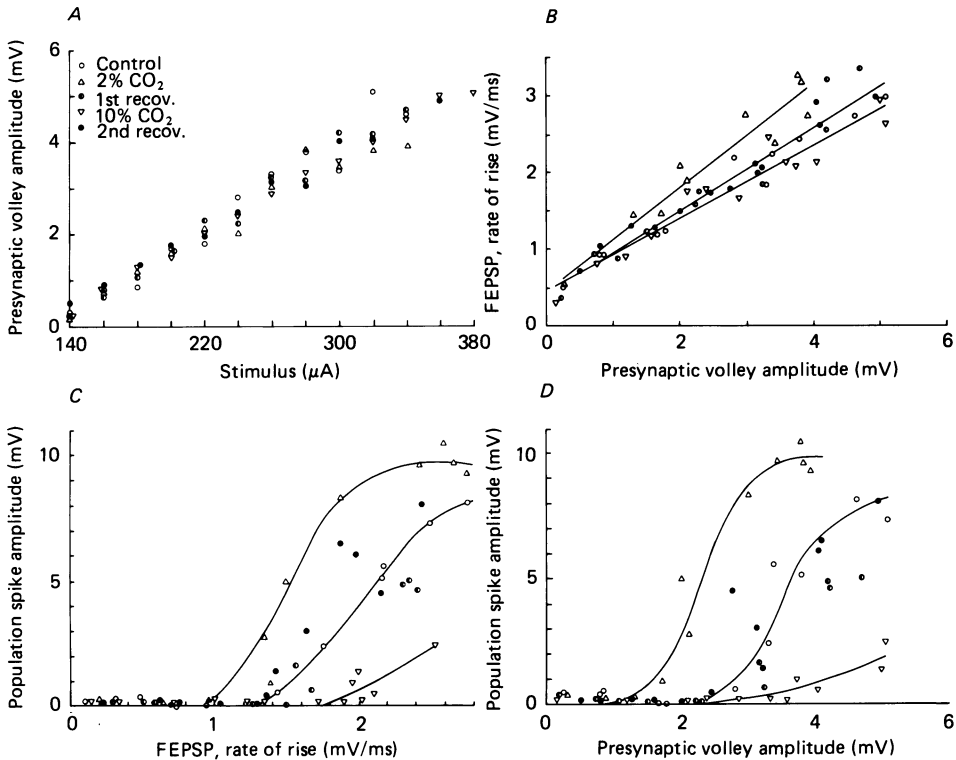 A
Presynaptic volley amplitude (mV)
6
4
2
0
Control
2% CO₂
1st recov.
10% CO₂
2nd recov.
140
220
300
380
Stimulus (μA)
B
FEPSP, rate of rise (mV/ms)
3
2
1
0
0
2
4
6
Presynaptic volley amplitude (mV)
C
Population spike amplitude (mV)
10
5
0
0
1
2
FEPSP, rate of rise (mV/ms)
D
Population spike amplitude (mV)
10
5
0
0
2
4
6
Presynaptic volley amplitude (mV)